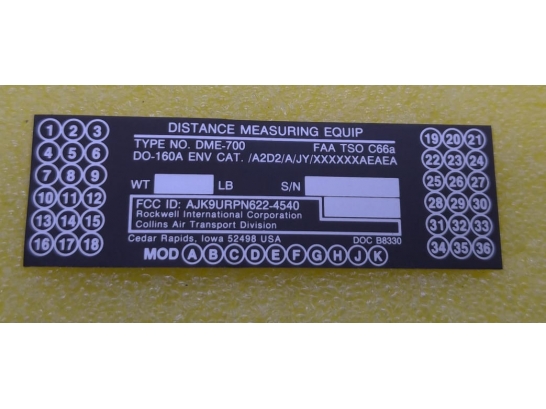 DISTANCE MEASURING EQUIP
TYPE NO. DME-700 FAA TSO C66a
DO-160A ENV CAT. /A2D2/A/JY/XXXXXXAEAEA
WT LB S/N
FCC ID: AJK9URPN622-4540
Rockwell International Corporation
Collins Air Transport Division
Cedar Rapids, Iowa 52498 USA DOC B8330
MOD A B C D E F G H J K
1 2 3
4 5 6
7 8 9
10 11 12
13 14 15
16 17 18
19 20 21
22 23 24
25 26 27
28 29 30
31 32 33
34 35 36